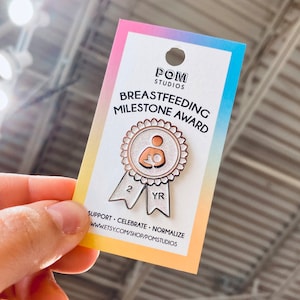 POM
STUDIOS
BREASTFEEDING
MILESTONE AWARD
2 YR
SUPPORT • CELEBRATE • NORMALIZE
WWW.ETSY.COM/SHOP/POMSTUDIOS